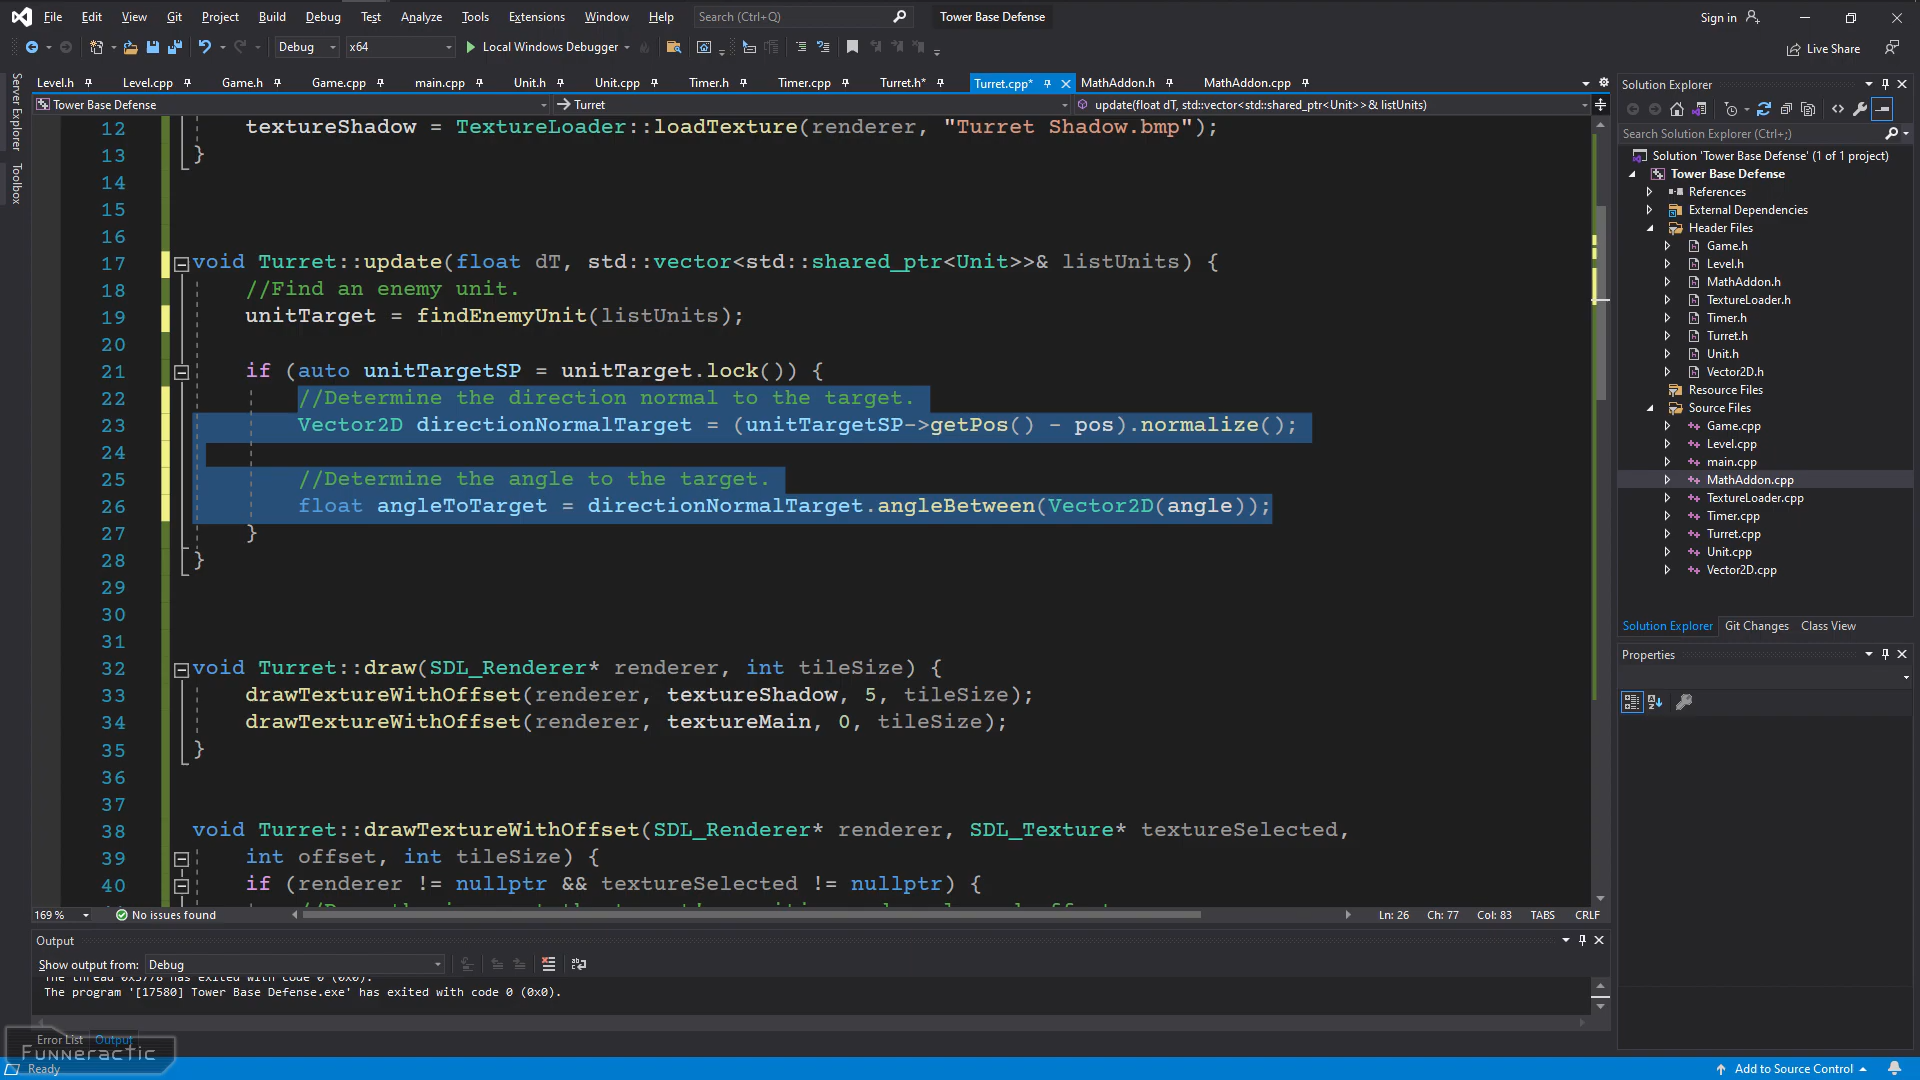 File Edit View Git Project Build Debug Test Analyze Tools Extensions Window Help Search (Ctrl+Q) Tower Base Defense Sign in
Debug x64 Local Windows Debugger Live Share
Level.h Level.cpp Game.h Game.cpp main.cpp Unit.h Unit.cpp Timer.h Timer.cpp Turret.h* Turret.cpp* MathAddon.h MathAddon.cpp
Tower Base Defense Turret update(float dT, std::vector<std::shared_ptr<Unit>>& listUnits)
Server Explorer
Toolbox
12 textureShadow = TextureLoader::loadTexture(renderer, "Turret Shadow.bmp");
13 }
14
15
16
17 void Turret::update(float dT, std::vector<std::shared_ptr<Unit>>& listUnits) {
18 //Find an enemy unit.
19 unitTarget = findEnemyUnit(listUnits);
20
21 if (auto unitTargetSP = unitTarget.lock()) {
22 //Determine the direction normal to the target.
23 Vector2D directionNormalTarget = (unitTargetSP->getPos() - pos).normalize();
24
25 //Determine the angle to the target.
26 float angleToTarget = directionNormalTarget.angleBetween(Vector2D(angle));
27 }
28 }
29
30
31
32 void Turret::draw(SDL_Renderer* renderer, int tileSize) {
33 drawTextureWithOffset(renderer, textureShadow, 5, tileSize);
34 drawTextureWithOffset(renderer, textureMain, 0, tileSize);
35 }
36
37
38 void Turret::drawTextureWithOffset(SDL_Renderer* renderer, SDL_Texture* textureSelected,
39 int offset, int tileSize) {
40 if (renderer != nullptr && textureSelected != nullptr) {
169 % No issues found Ln: 26 Ch: 77 Col: 83 TABS CRLF
Output
Show output from: Debug
The thread 0x5778 has exited with code 0 (0x0).
The program '[17580] Tower Base Defense.exe' has exited with code 0 (0x0).
Error List Output
Funneractic
Ready
Solution Explorer
Search Solution Explorer (Ctrl+;)
Solution 'Tower Base Defense' (1 of 1 project)
Tower Base Defense
References
External Dependencies
Header Files
Game.h
Level.h
MathAddon.h
TextureLoader.h
Timer.h
Turret.h
Unit.h
Vector2D.h
Resource Files
Source Files
Game.cpp
Level.cpp
main.cpp
MathAddon.cpp
TextureLoader.cpp
Timer.cpp
Turret.cpp
Unit.cpp
Vector2D.cpp
Solution Explorer Git Changes Class View
Properties
Add to Source Control